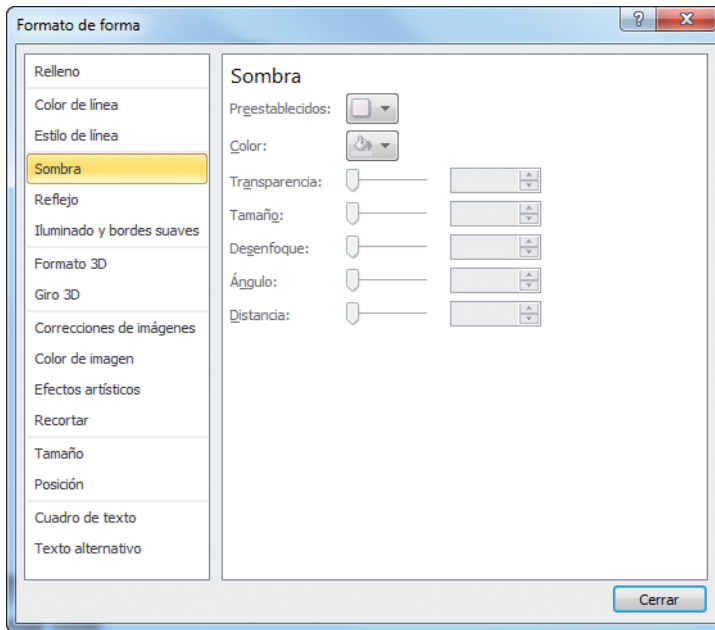 Formato de forma
Relleno
Color de línea
Estilo de línea
Sombra
Reflejo
Iluminado y bordes suaves
Formato 3D
Giro 3D
Correcciones de imágenes
Color de imagen
Efectos artísticos
Recortar
Tamaño
Posición
Cuadro de texto
Texto alternativo
Sombra
Preestablecidos:
Color:
Transparencia:
Tamaño:
Desenfoque:
Ángulo:
Distancia:
Cerrar